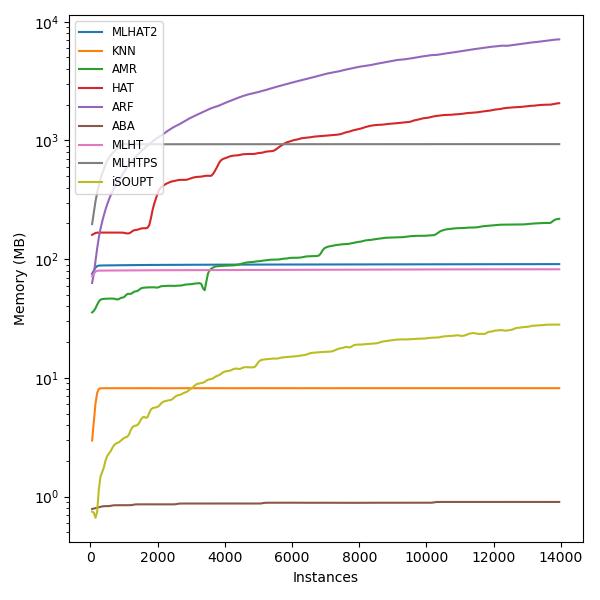 10^4
10^3
10^2
10^1
10^0
Memory (MB)
MLHAT2
KNN
AMR
HAT
ARF
ABA
MLHT
MLHTPS
iSOUPT
0 2000 4000 6000 8000 10000 12000 14000
Instances